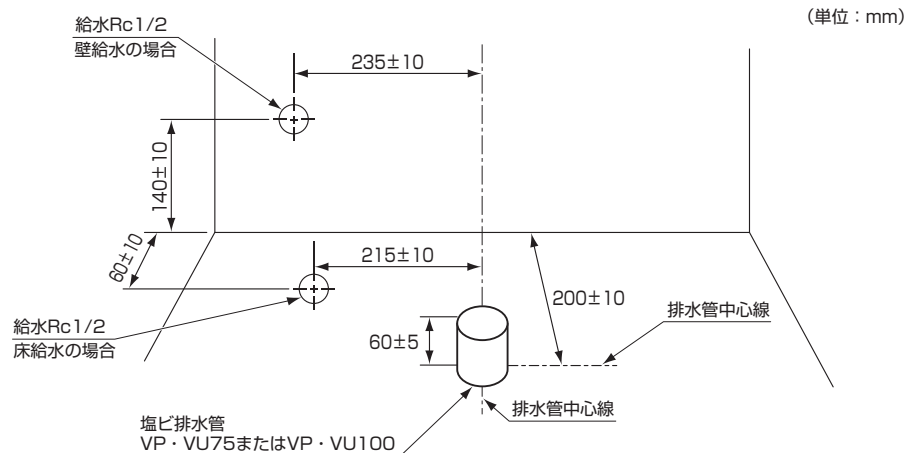 （単位：mm）
給水Rc1/2
壁給水の場合
235±10
140±10
60±10
215±10
200±10
給水Rc1/2
床給水の場合
60±5
排水管中心線
排水管中心線
塩ビ排水管
VP・VU75またはVP・VU100